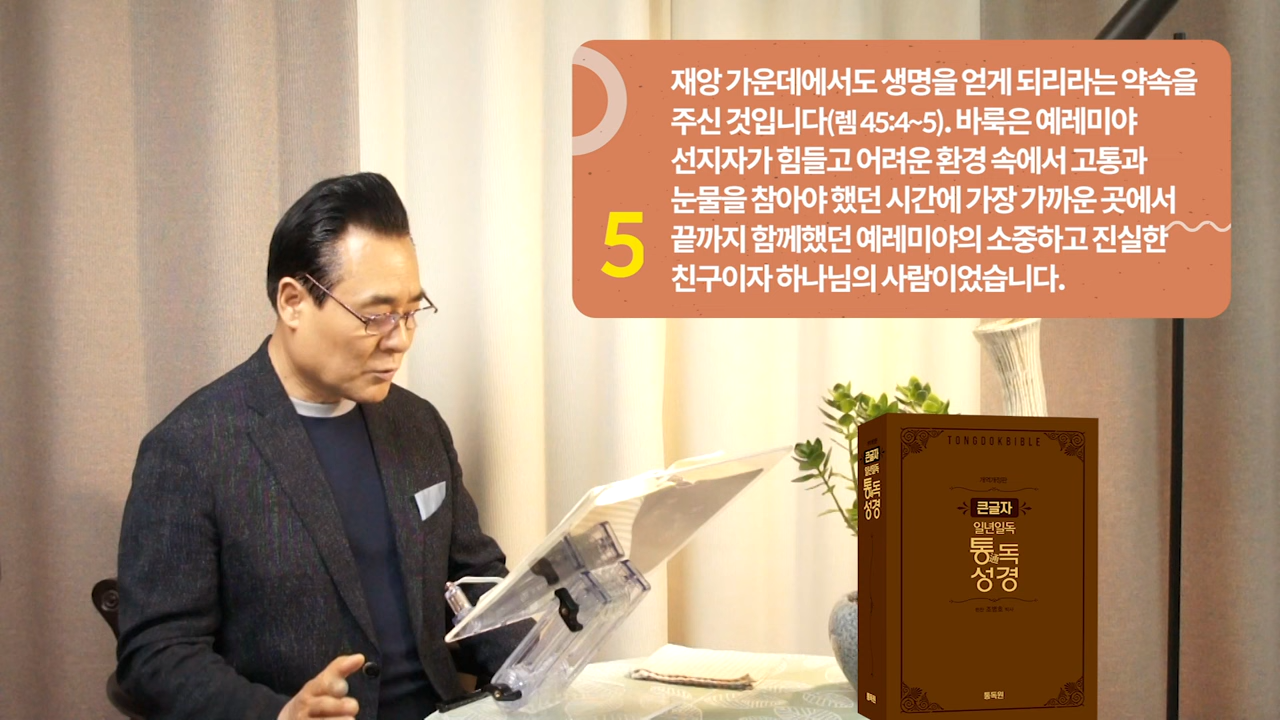 재앙 가운데에서도 생명을 얻게 되리라는 약속을
주신 것입니다(렘 45:4~5). 바룩은 예레미야
선지자가 힘들고 어려운 환경 속에서 고통과
눈물을 참아야 했던 시간에 가장 가까운 곳에서
끝까지 함께했던 예레미야의 소중하고 진실한
친구이자 하나님의 사람이었습니다.
5
TONGDOKBIBLE
큰글자
일년일독
통독
성경
통독원
큰글자
일년일독
통독
성경
통독원